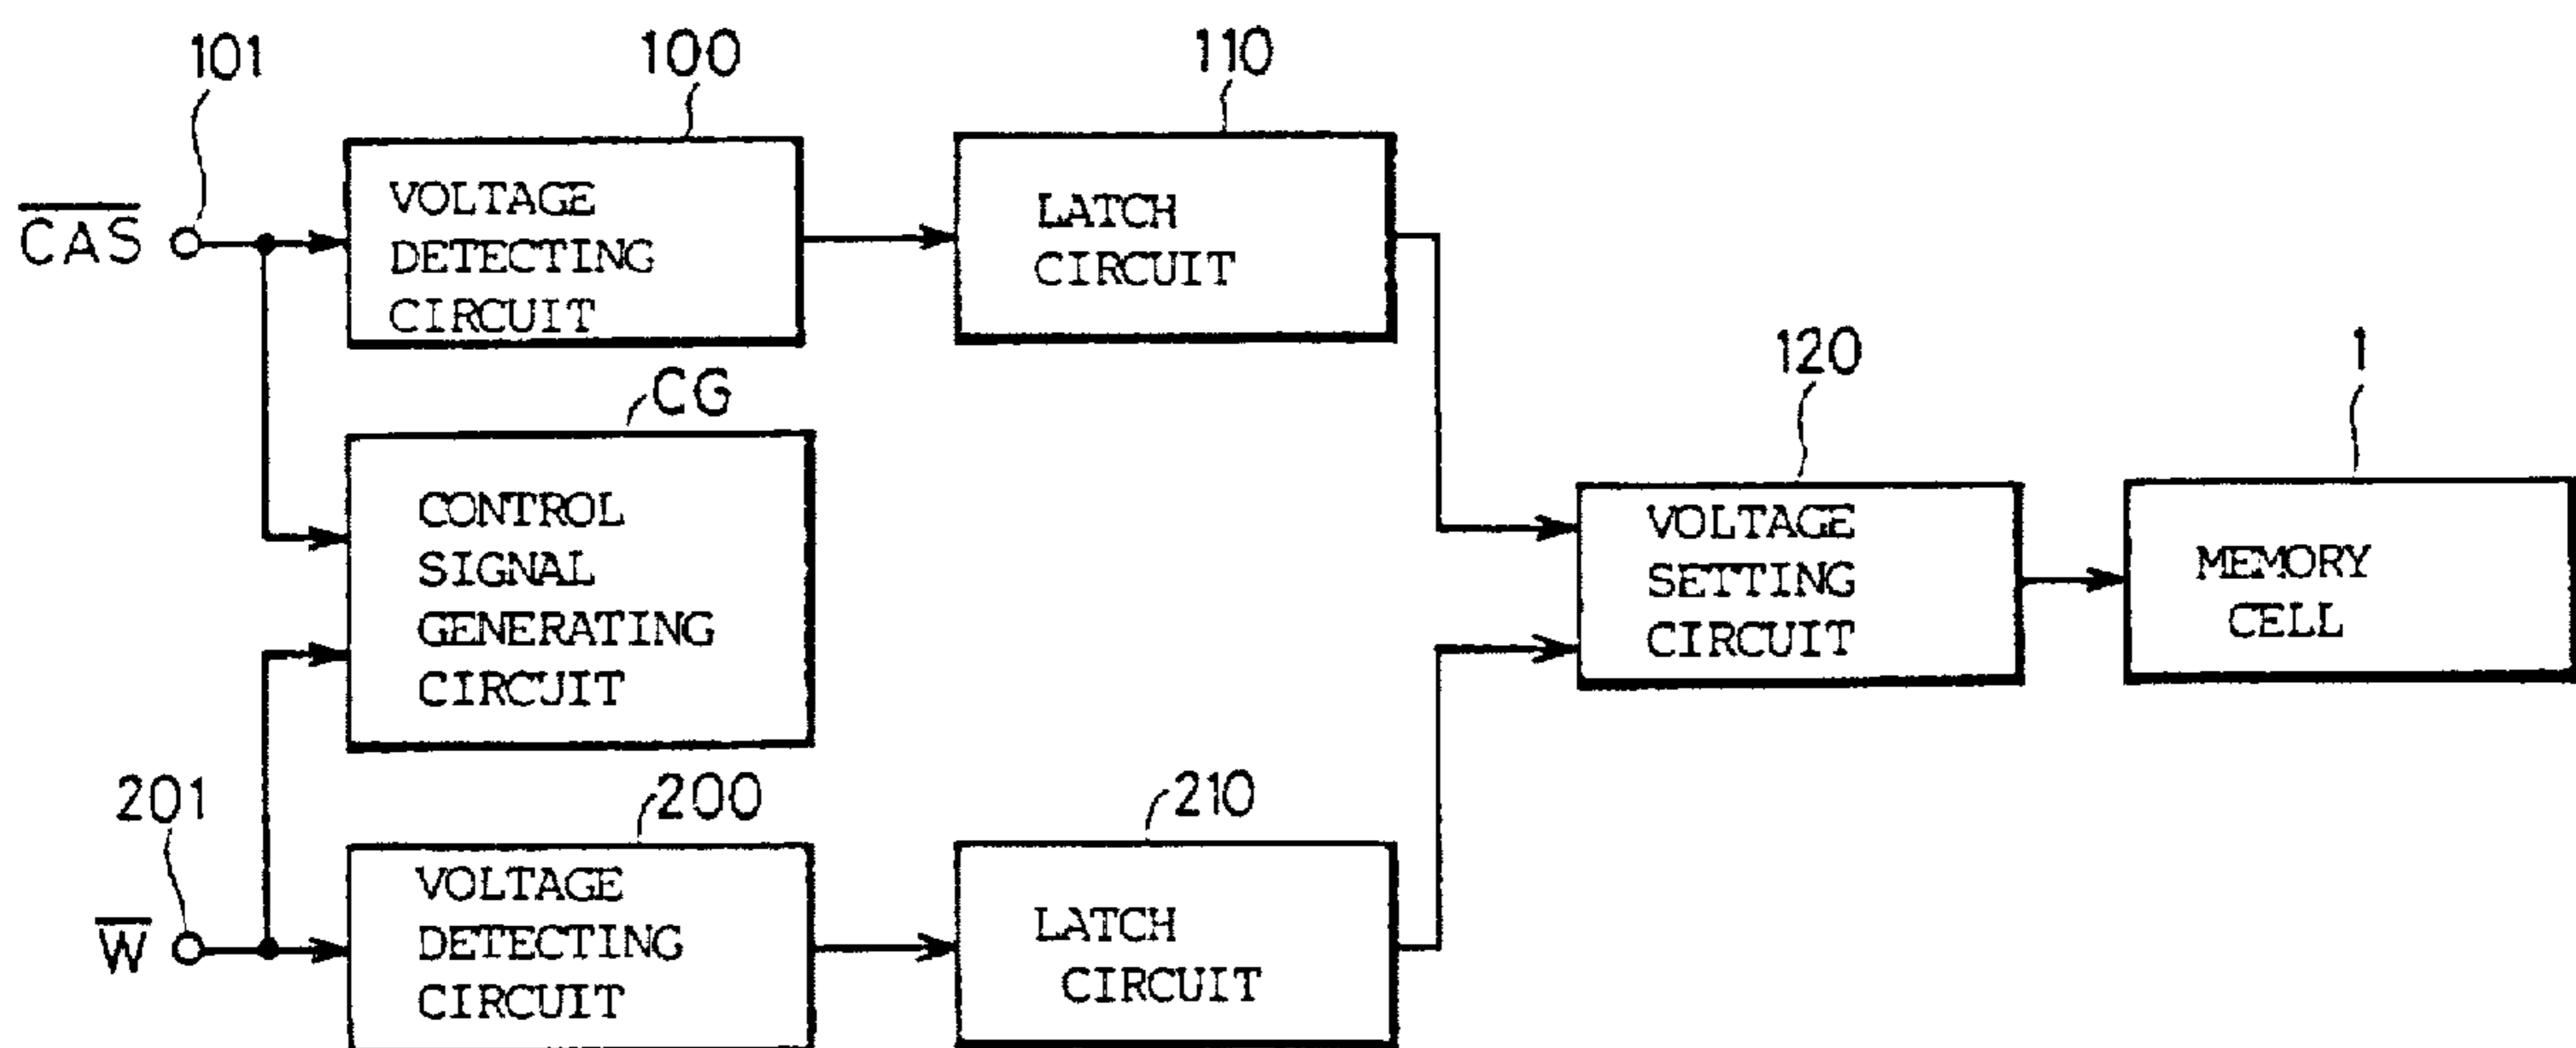 101
100
110
C̅A̅S̅
VOLTAGE
DETECTING
CIRCUIT
LATCH
CIRCUIT
CG
CONTROL
SIGNAL
GENERATING
CIRCUIT
120
1
VOLTAGE
SETTING
CIRCUIT
MEMORY
CELL
201
200
210
W̅
VOLTAGE
DETECTING
CIRCUIT
LATCH
CIRCUIT